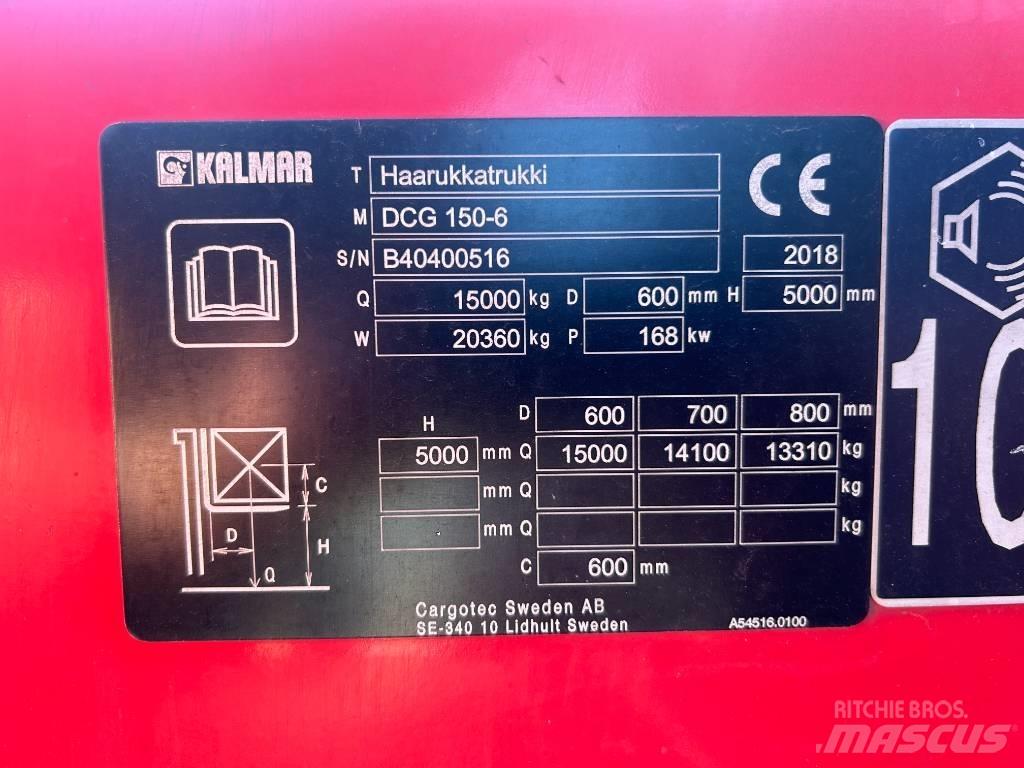 KALMAR
T Haarukkatrukki
CE
M DCG 150-6
S/N B40400516 2018
Q 15000 kg D 600 mm H 5000 mm
W 20360 kg P 168 kw
H D 600 700 800 mm
5000 mm Q 15000 14100 13310 kg
mm Q kg
mm Q kg
C 600 mm
C
D H
Q
Cargotec Sweden AB
SE-340 10 Lidhult Sweden A54516.0100
RITCHIE BROS.
MASCUS